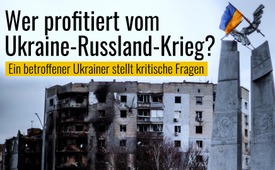 Wer profitiert vom
Ukraine-Russland-Krieg?
Ein betroffener Ukrainer stellt kritische Fragen